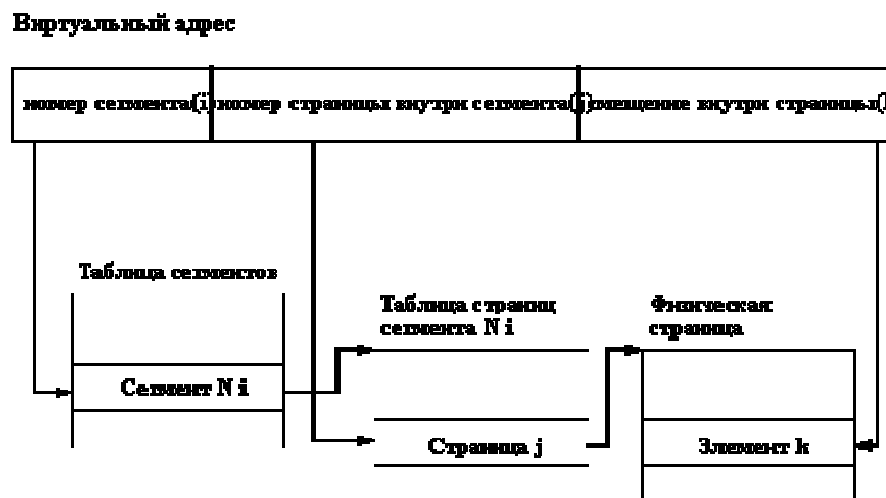 Виртуальный адрес
номер сегмента(i) номер страницы внутри сегмента(j) смещение внутри страницы(
Таблица сегментов
Таблица страниц
сегмента N i
Физическая
страница
Сегмент N i
Страница j
Элемент k